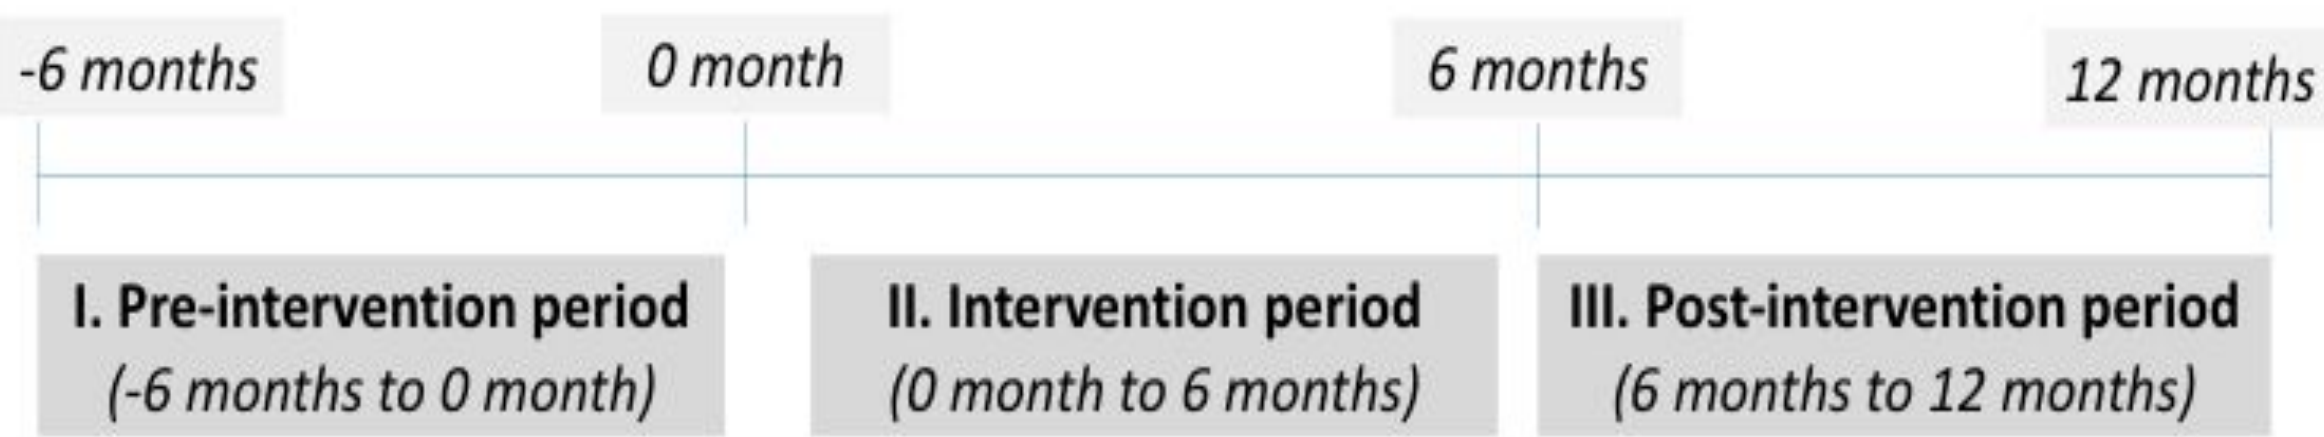 -6 months
0 month
6 months
12 months
I. Pre-intervention period
(-6 months to 0 month)
II. Intervention period
(0 month to 6 months)
III. Post-intervention period
(6 months to 12 months)